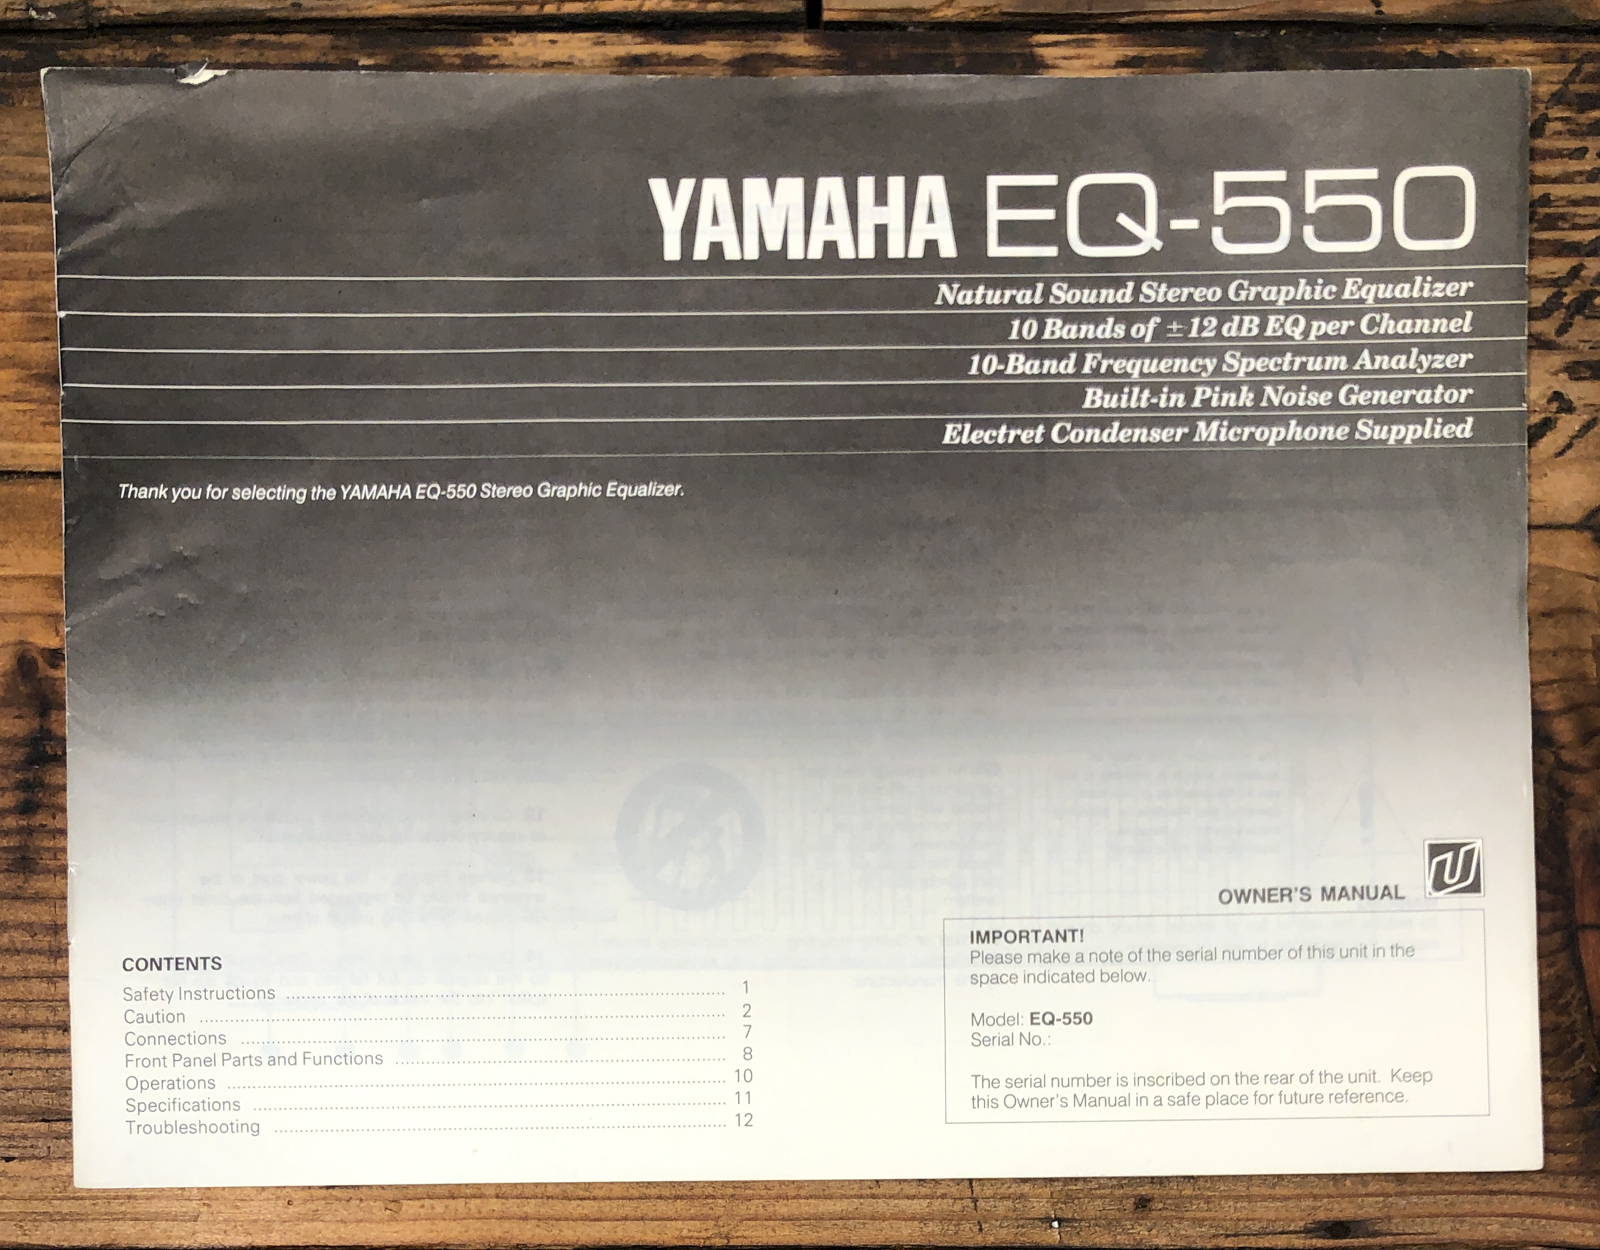 YAMAHA EQ-550
Natural Sound Stereo Graphic Equalizer
10 Bands of ±12 dB EQ per Channel
10-Band Frequency Spectrum Analyzer
Built-in Pink Noise Generator
Electret Condenser Microphone Supplied
Thank you for selecting the YAMAHA EQ-550 Stereo Graphic Equalizer.
OWNER'S MANUAL
U
CONTENTS
Safety Instructions ........................ 1
Caution ........................ 2
Connections ........................ 7
Front Panel Parts and Functions ........................ 8
Operations ........................ 10
Specifications ........................ 11
Troubleshooting ........................ 12
IMPORTANT!
Please make a note of the serial number of this unit in the
space indicated below.
Model: EQ-550
Serial No.:
The serial number is inscribed on the rear of the unit. Keep
this Owner's Manual in a safe place for future reference.